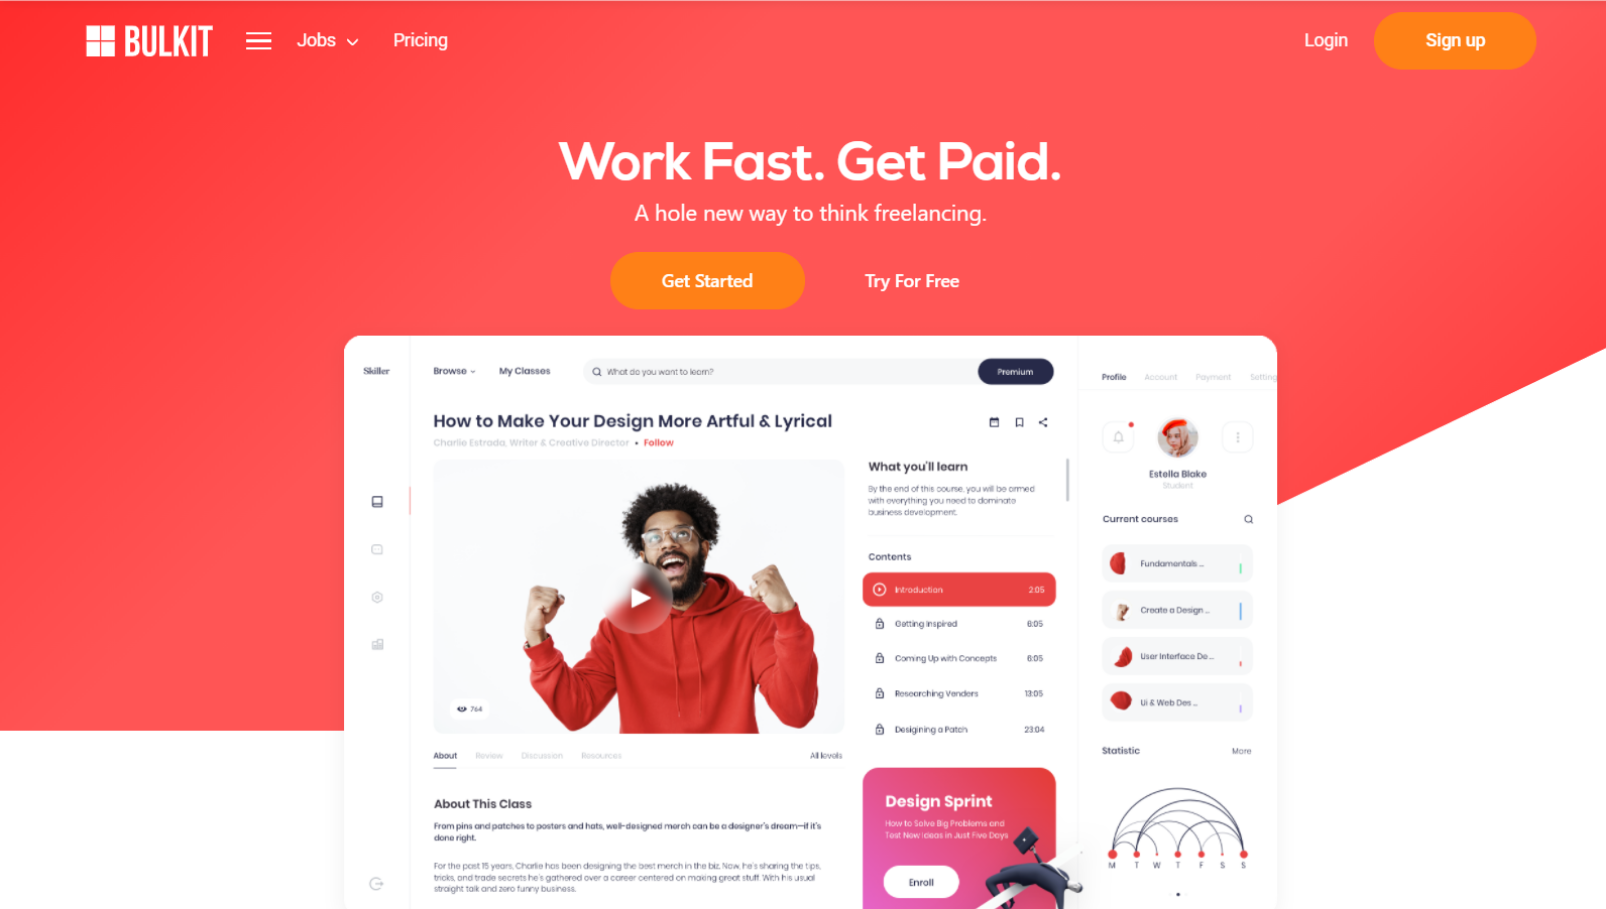 BULKIT
Jobs
Pricing
Login
Sign up
Work Fast. Get Paid.
A hole new way to think freelancing.
Get Started
Try For Free
Skiller
Browse
My Classes
What do you want to learn?
Premium
How to Make Your Design More Artful & Lyrical
Charlie Estrada, Writer & Creative Director • Follow
764
About
Review
Discussion
Resources
All levels
About This Class
From pins and patches to posters and hats, well-designed merch can be a designer's dream—if it's
done right.
For the past 15 years, Charlie has been designing the best merch in the biz. Now, he's sharing the tips,
tricks, and trade secrets he's gathered over a career centered on making great stuff. With his usual
straight talk and zero funny business.
What you'll learn
By the end of this course, you will be armed
with everything you need to dominate
business development.
Contents
Introduction 2:05
Getting Inspired 6:05
Coming Up with Concepts 6:05
Researching Venders 13:05
Desigining a Patch 23:04
Design Sprint
How to Solve Big Problems and
Test New Ideas in Just Five Days
Enroll
Profile
Account
Payment
Setting
Estella Blake
Student
Current courses
Fundamentals ...
Create a Design ...
User Interface De ...
Ui & Web Des ...
Statistic
More
M T W T F S S